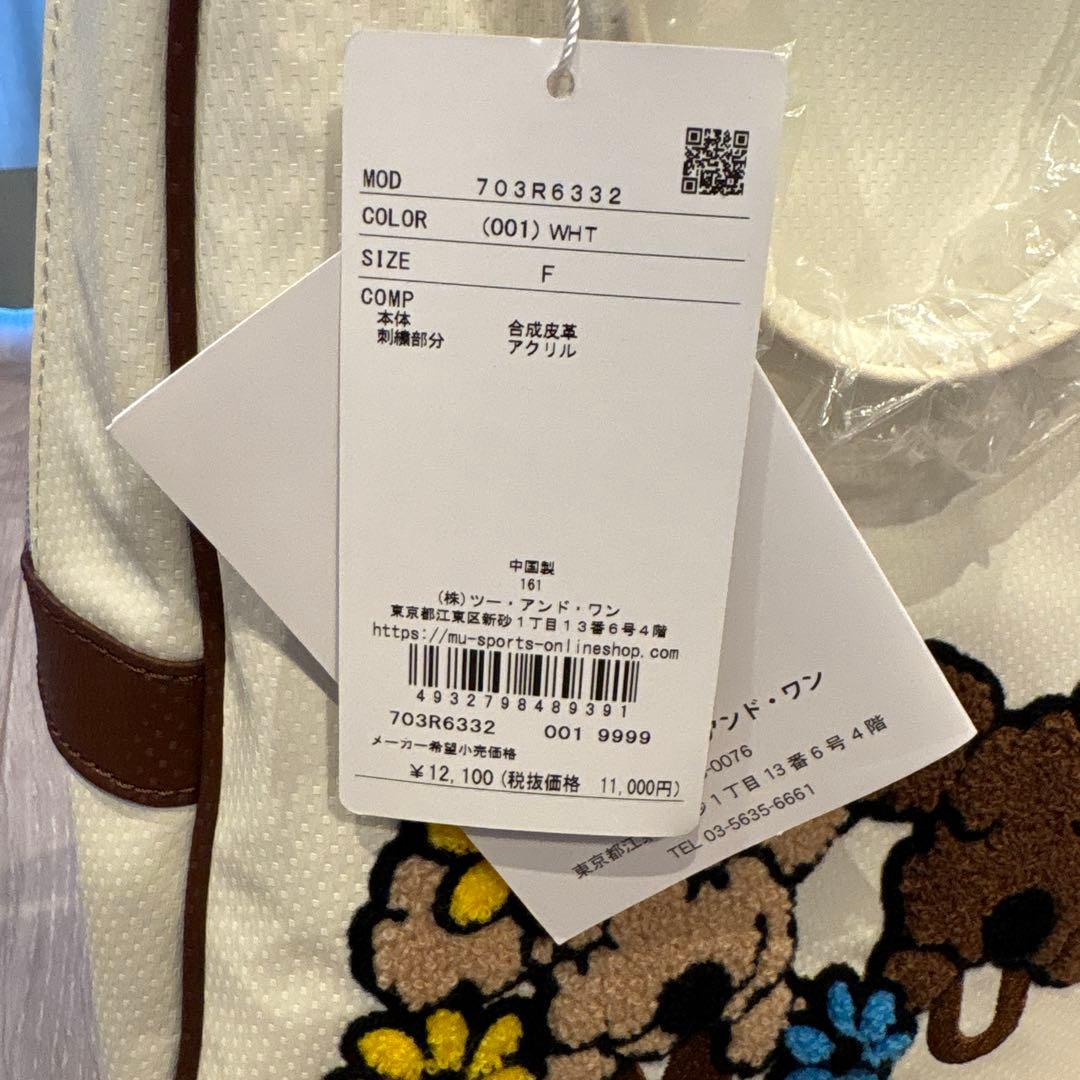 MOD 703R6332
COLOR (001) WHT
SIZE F
COMP
本体 合成皮革
刺繍部分 アクリル
中国製
161
(株)ツー・アンド・ワン
東京都江東区新砂1丁目13番6号4階
https://mu-sports-onlineshop.com
4932798489391
703R6332 001 9999
メーカー希望小売価格
¥12,100 (税抜価格 11,000円)
ンド・ワン
-0076
東京都江 1丁目13番6号4階
TEL 03-5635-6661